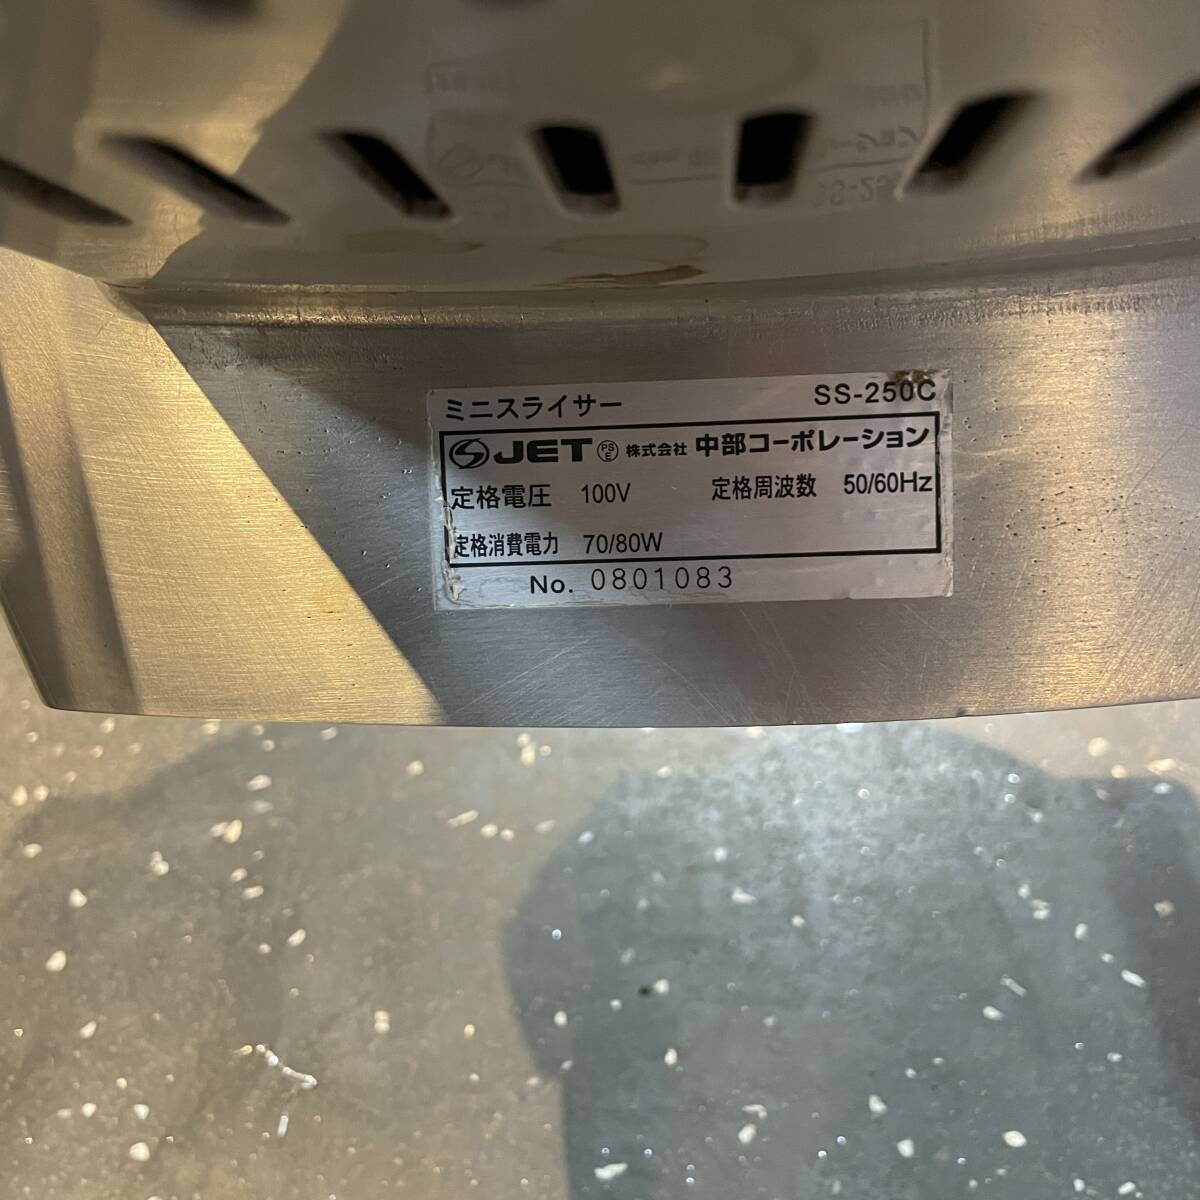 ミニスライサー SS-250C
S JET PSE 株式会社 中部コーポレーション
定格電圧 100V 定格周波数 50/60Hz
定格消費電力 70/80W
No. 0801083